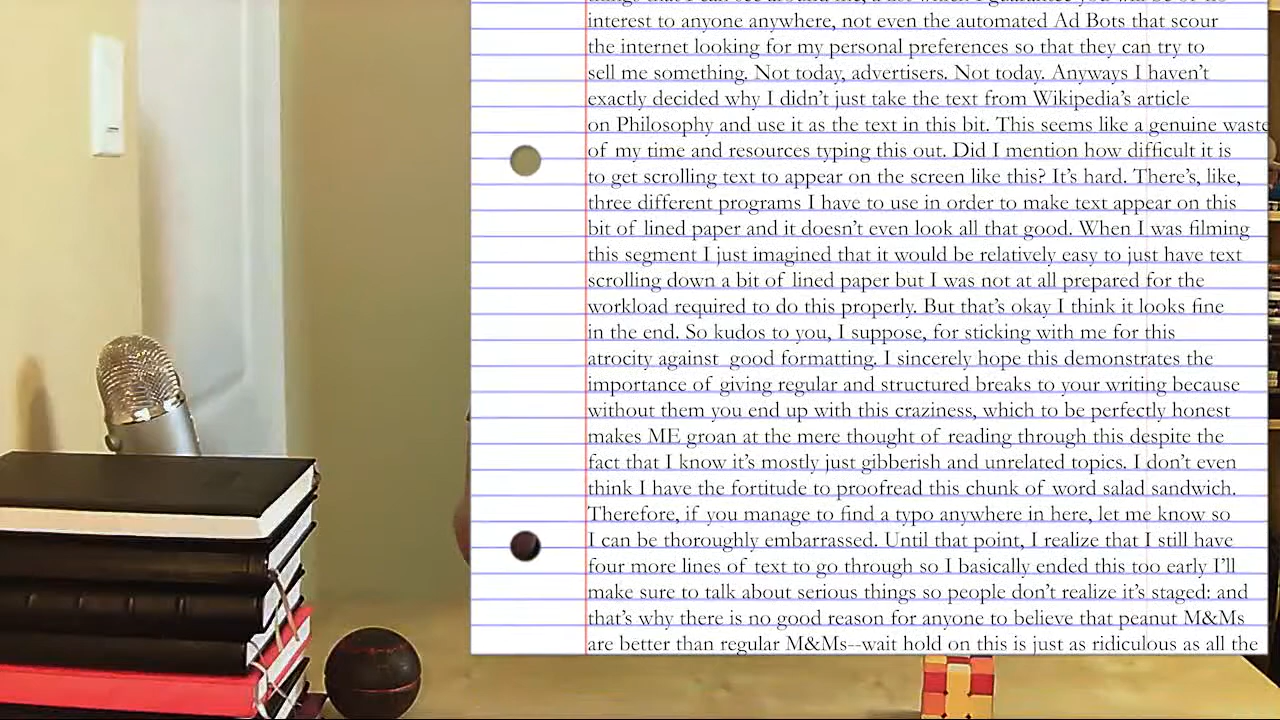 things that I can see around me, a list which I guarantee you will be of no
interest to anyone anywhere, not even the automated Ad Bots that scour
the internet looking for my personal preferences so that they can try to
sell me something. Not today, advertisers. Not today. Anyways I haven't
exactly decided why I didn't just take the text from Wikipedia's article
on Philosophy and use it as the text in this bit. This seems like a genuine waste
of my time and resources typing this out. Did I mention how difficult it is
to get scrolling text to appear on the screen like this? It's hard. There's, like,
three different programs I have to use in order to make text appear on this
bit of lined paper and it doesn't even look all that good. When I was filming
this segment I just imagined that it would be relatively easy to just have text
scrolling down a bit of lined paper but I was not at all prepared for the
workload required to do this properly. But that's okay I think it looks fine
in the end. So kudos to you, I suppose, for sticking with me for this
atrocity against good formatting. I sincerely hope this demonstrates the
importance of giving regular and structured breaks to your writing because
without them you end up with this craziness, which to be perfectly honest
makes ME groan at the mere thought of reading through this despite the
fact that I know it's mostly just gibberish and unrelated topics. I don't even
think I have the fortitude to proofread this chunk of word salad sandwich.
Therefore, if you manage to find a typo anywhere in here, let me know so
I can be thoroughly embarrassed. Until that point, I realize that I still have
four more lines of text to go through so I basically ended this too early I'll
make sure to talk about serious things so people don't realize it's staged: and
that's why there is no good reason for anyone to believe that peanut M&Ms
are better than regular M&Ms--wait hold on this is just as ridiculous as all the